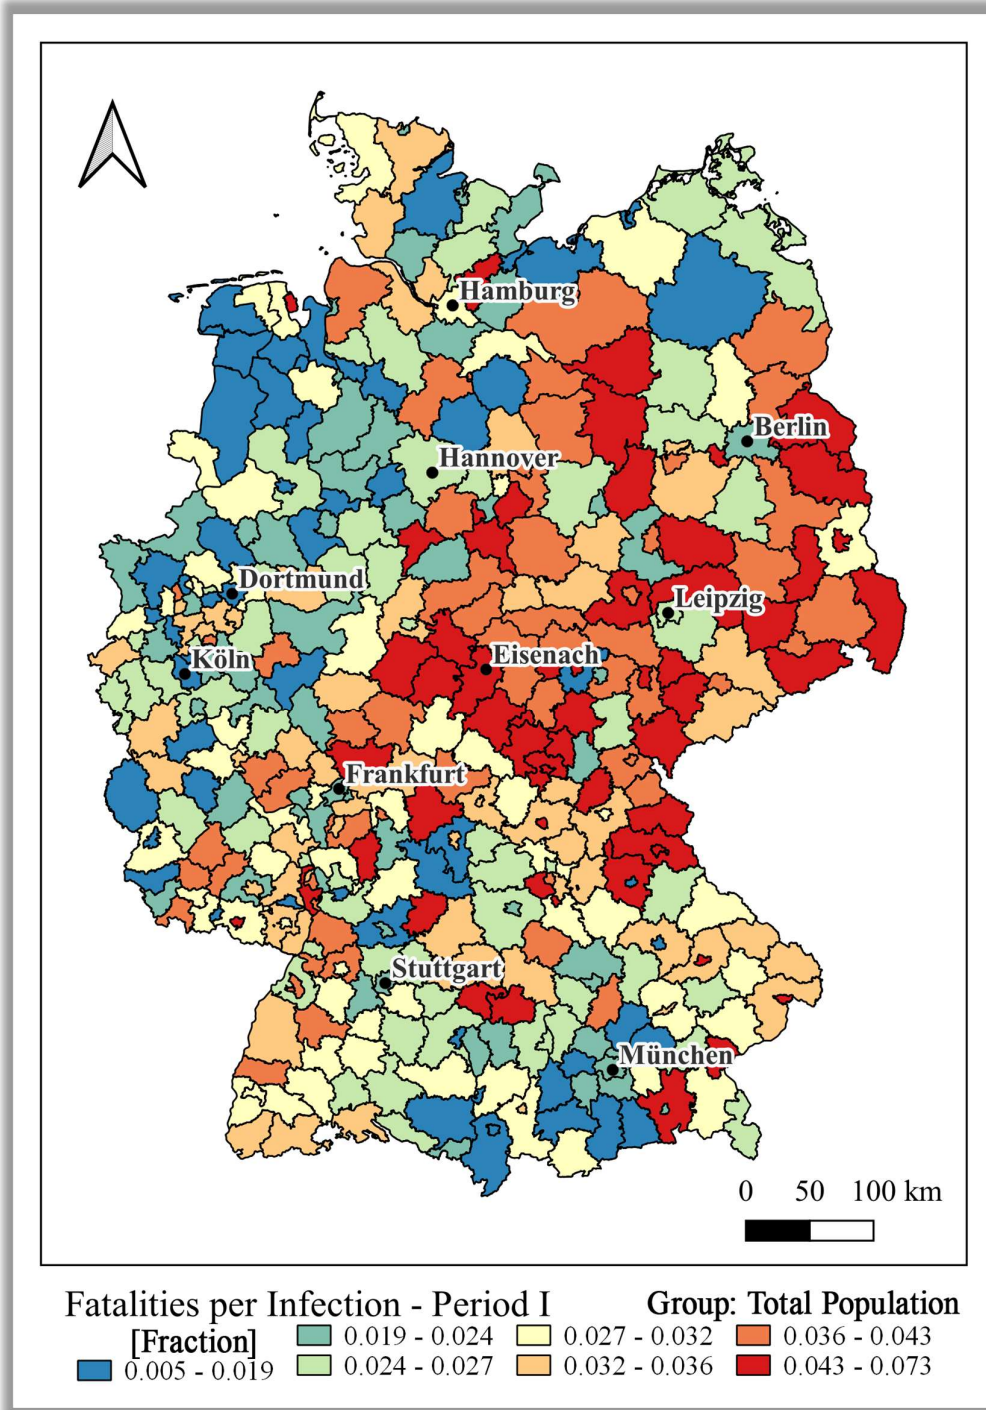 Hamburg
Berlin
Hannover
Dortmund
Leipzig
Eisenach
Köln
Frankfurt
Stuttgart
München
0 50 100 km
Fatalities per Infection - Period I Group: Total Population
[Fraction] 0.019 - 0.024 0.027 - 0.032 0.036 - 0.043
0.005 - 0.019 0.024 - 0.027 0.032 - 0.036 0.043 - 0.073